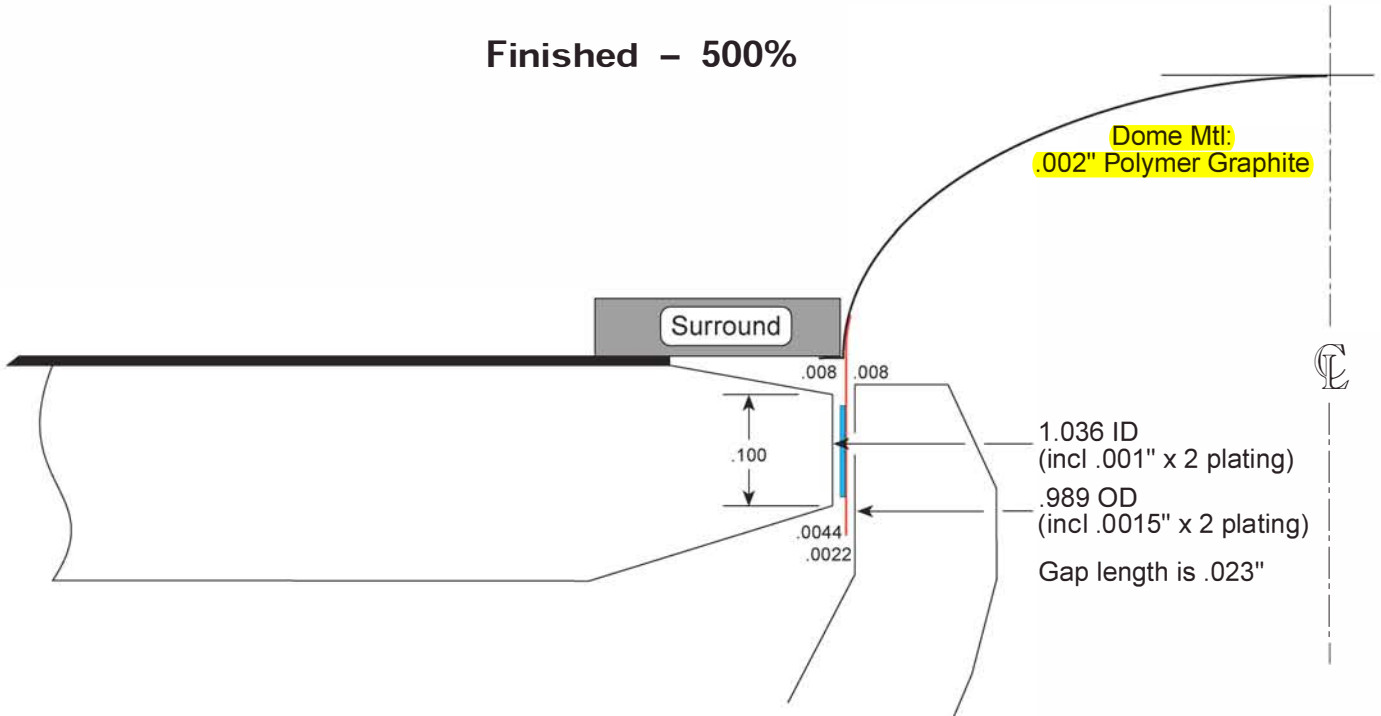 Finished – 500%
Dome Mtl:
.002" Polymer Graphite
Surround
.008 .008
℄
.100
1.036 ID
(incl .001" x 2 plating)
.989 OD
(incl .0015" x 2 plating)
.0044
.0022
Gap length is .023"